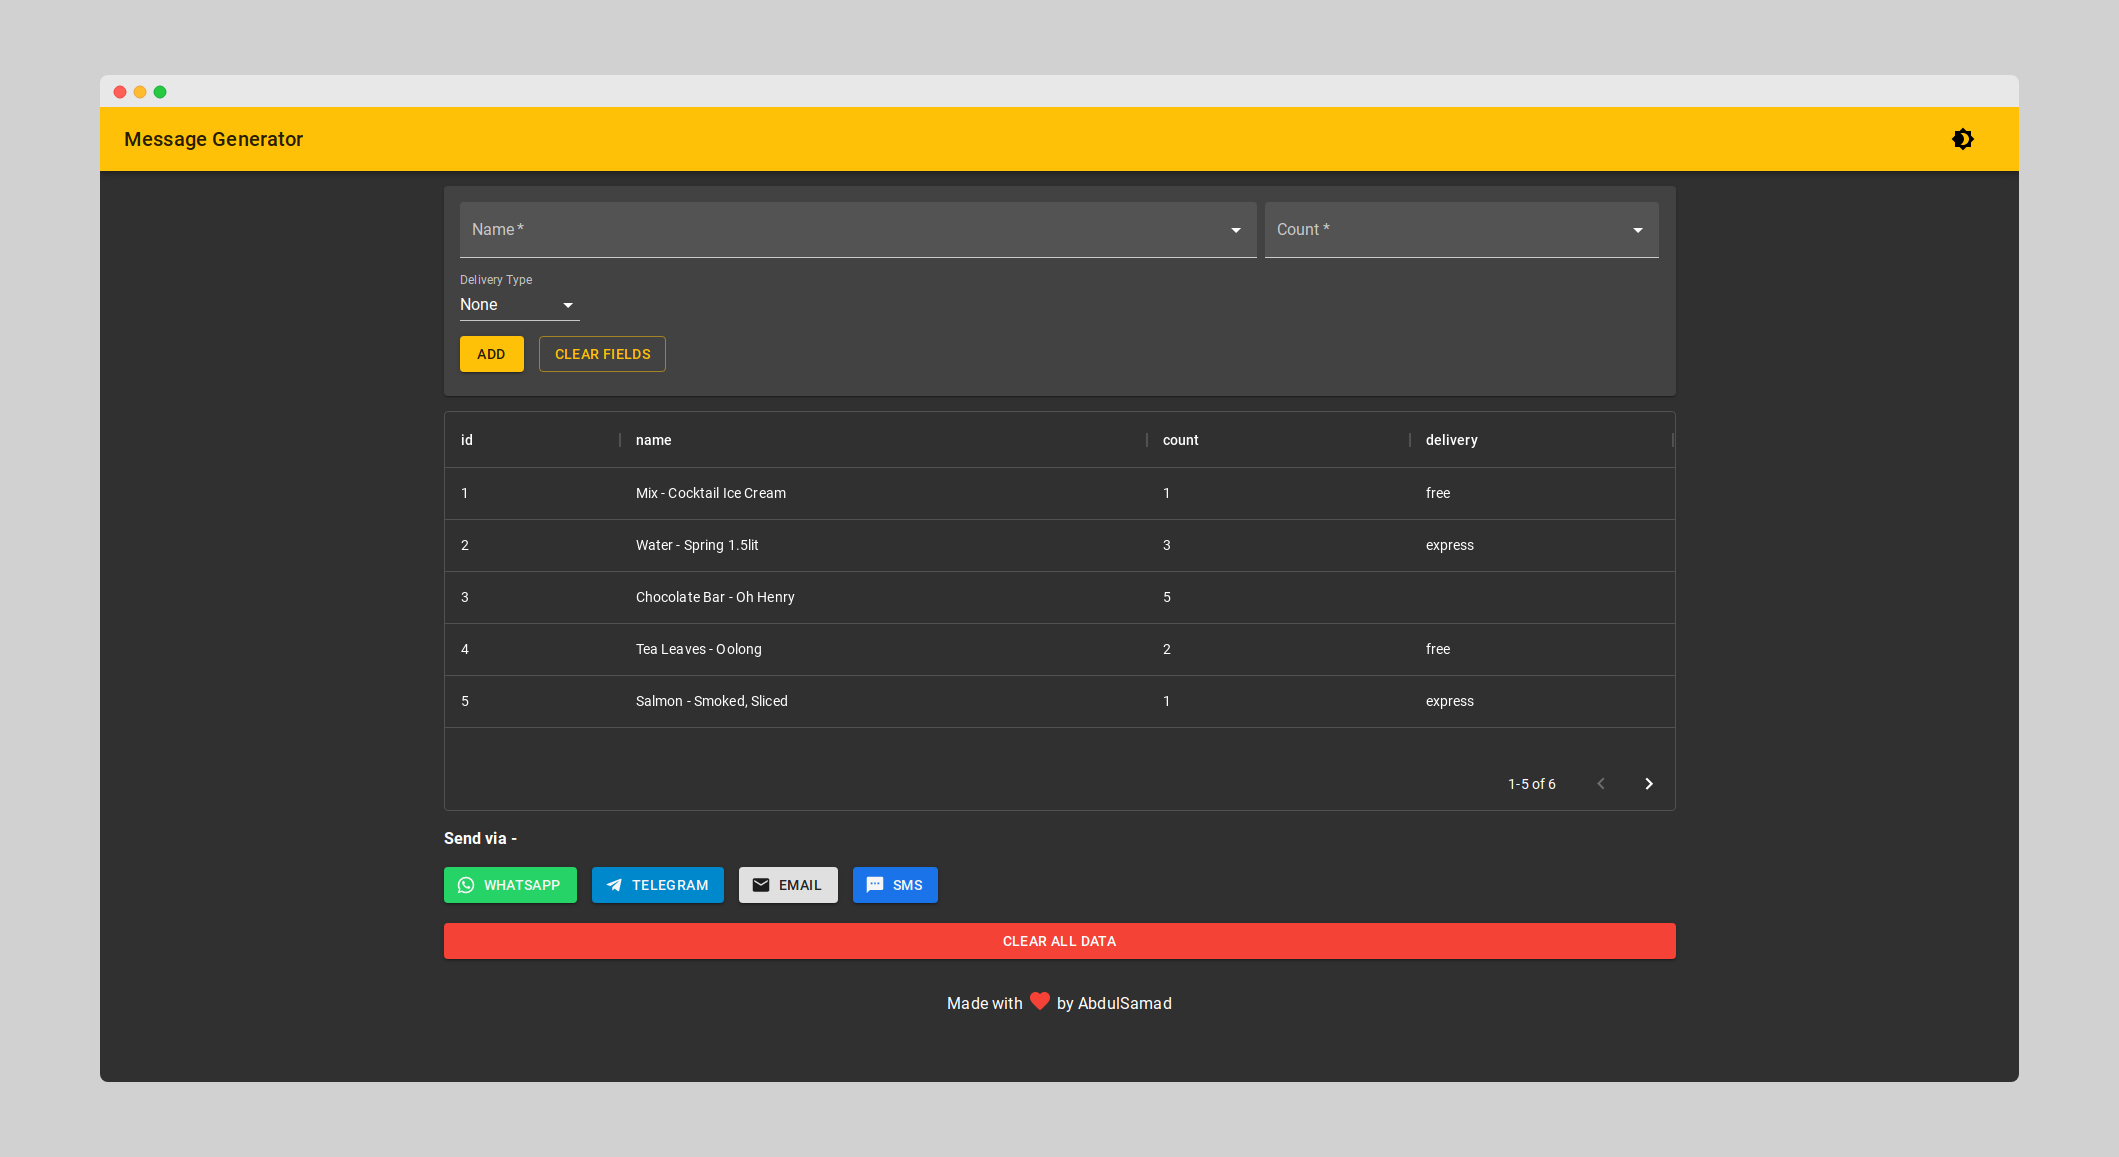 Message Generator
Name *
Count *
Delivery Type
None
ADD
CLEAR FIELDS
id name count delivery
1 Mix - Cocktail Ice Cream 1 free
2 Water - Spring 1.5lit 3 express
3 Chocolate Bar - Oh Henry 5
4 Tea Leaves - Oolong 2 free
5 Salmon - Smoked, Sliced 1 express
1-5 of 6
Send via -
WHATSAPP TELEGRAM EMAIL SMS
CLEAR ALL DATA
Made with by AbdulSamad